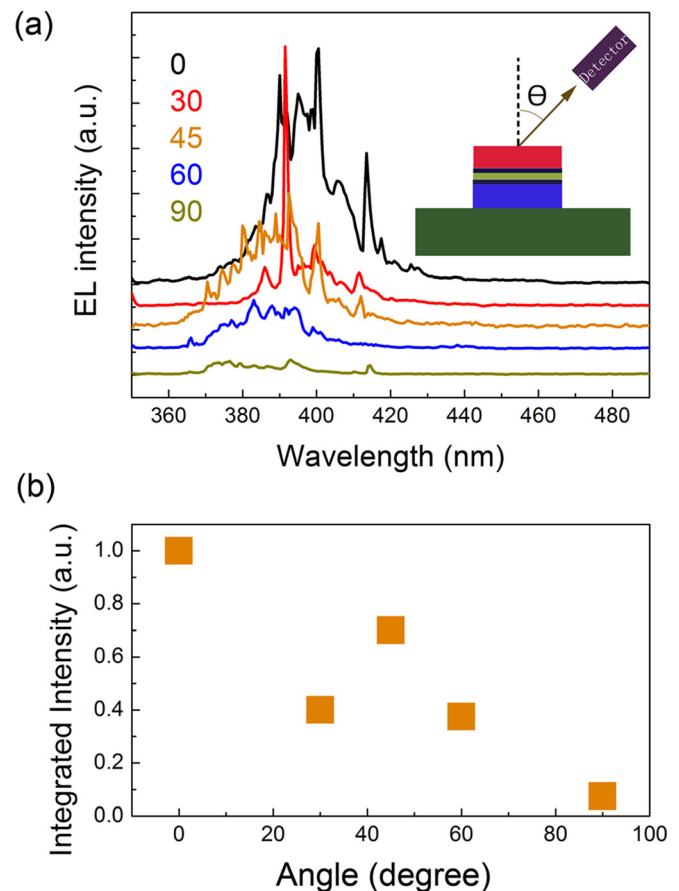 (a)
0
30
45
60
90
Detector
ϴ
EL intensity (a.u.)
360 380 400 420 440 460 480
Wavelength (nm)
(b)
Integrated Intensity (a.u.)
1.0
0.8
0.6
0.4
0.2
0.0
0 20 40 60 80 100
Angle (degree)